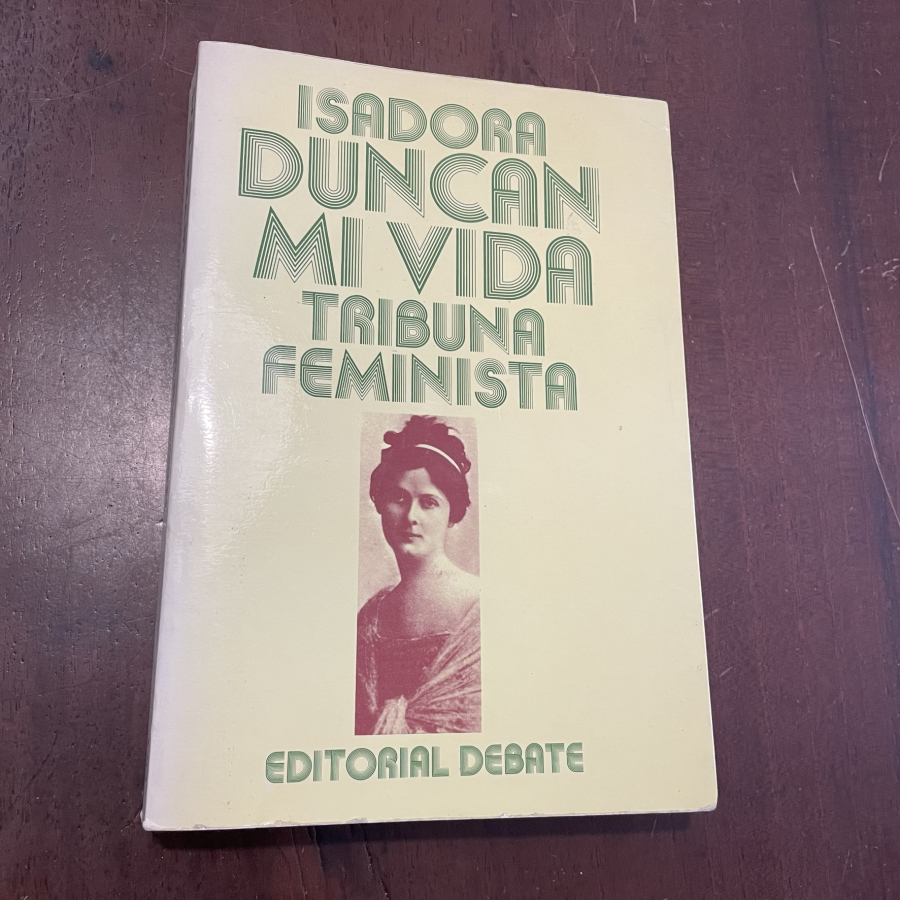 ISADORA
DUNCAN
MI VIDA
TRIBUNA
FEMINISTA
EDITORIAL DEBATE